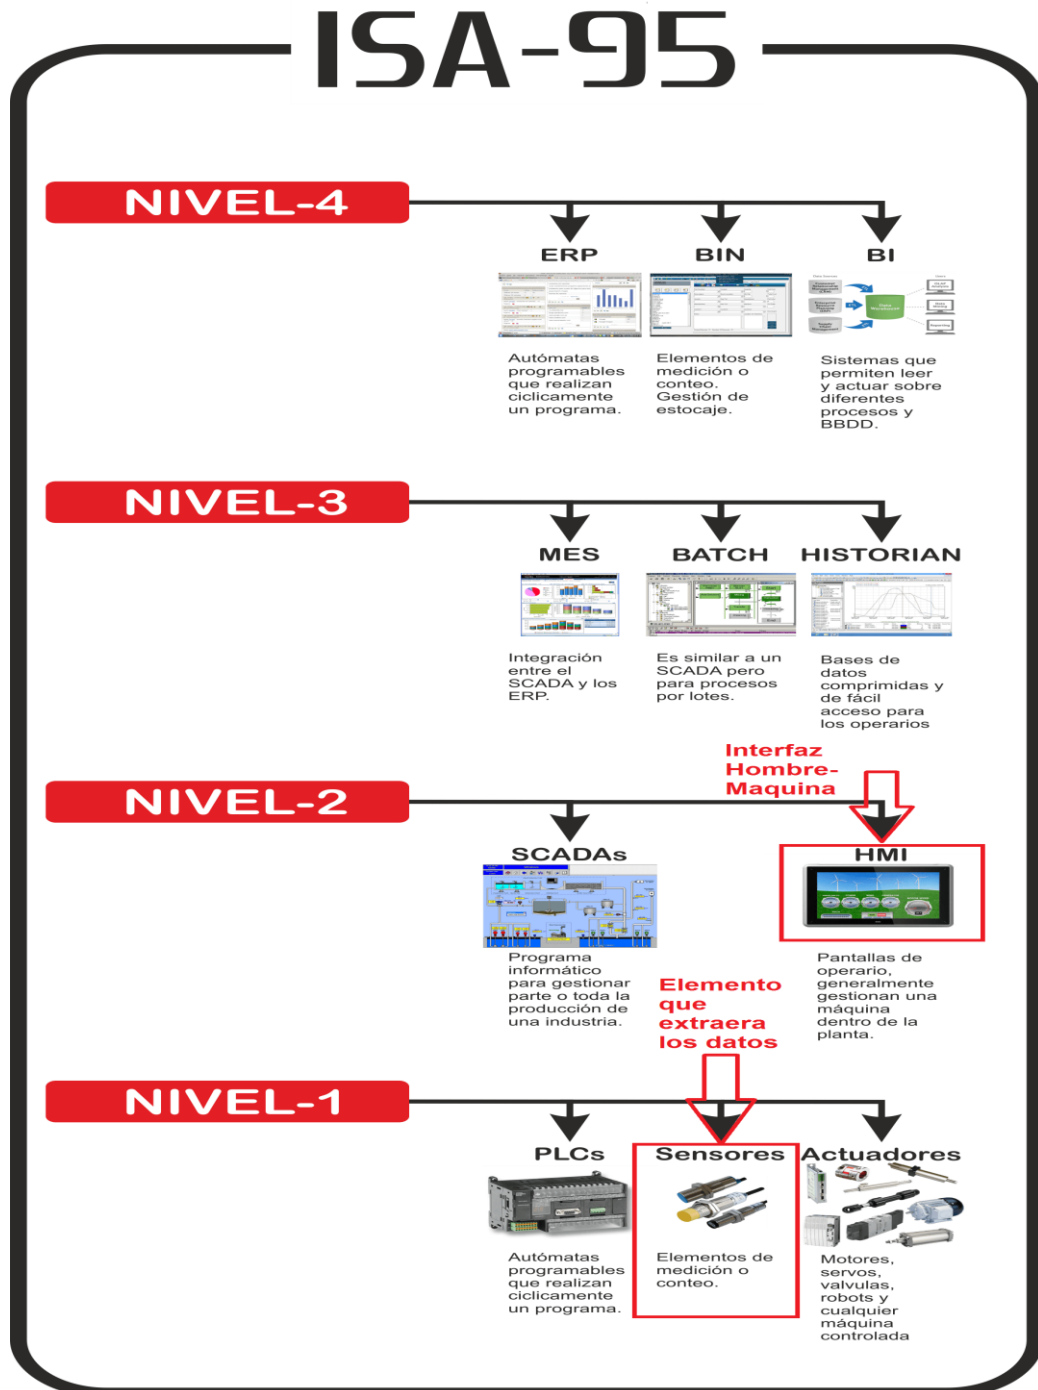 ISA-95
NIVEL-4
ERP
BIN
BI
Autómatas
programables
que realizan
ciclicamente
un programa.
Elementos de
medición o
conteo.
Gestión de
estocaje.
Data
Warehouse
Sistemas que
permiten leer
y actuar sobre
diferentes
procesos y
BBDD.
NIVEL-3
MES
BATCH
HISTORIAN
Integración
entre el
SCADA y los
ERP.
Es similar a un
SCADA pero
para procesos
por lotes.
Bases de
datos
comprimidas y
de fácil
acceso para
los operarios
Interfaz
Hombre-
Maquina
NIVEL-2
SCADAs
HMI
Programa
informático
para gestionar
parte o toda la
producción de
una industria.
Pantallas de
operario,
generalmente
gestionan una
máquina
dentro de la
planta.
Elemento
que
extraera
los datos
NIVEL-1
PLCs
Sensores
Actuadores
Autómatas
programables
que realizan
ciclicamente
un programa.
Elementos de
medición o
conteo.
Motores,
servos,
valvulas,
robots y
cualquier
máquina
controlada